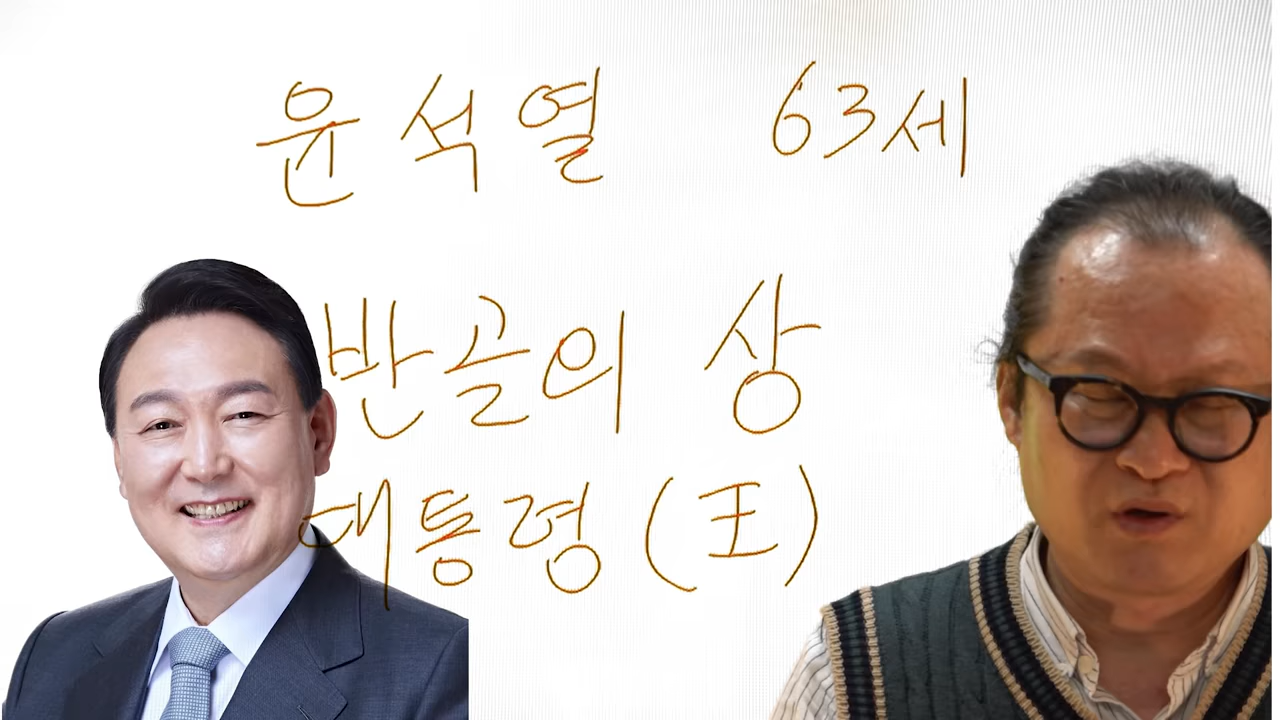 윤석열 63세
반골의 상
대통령(王)